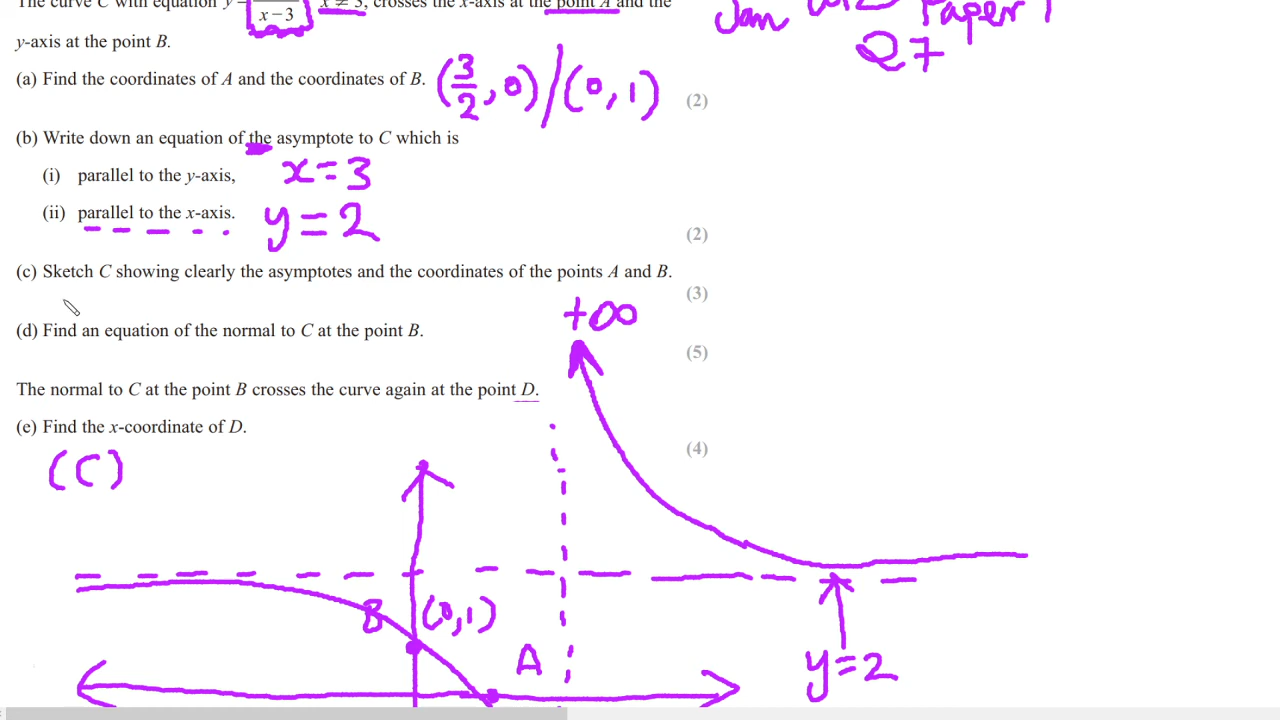 The curve C with equation y = x – 3, x ≠ 3, crosses the x-axis at the point A and the
Jan Paper 1
y-axis at the point B.
Q7
(a) Find the coordinates of A and the coordinates of B. (3/2, 0) / (0, 1)
(2)
(b) Write down an equation of the asymptote to C which is
(i) parallel to the y-axis, x = 3
(ii) parallel to the x-axis. y = 2
(2)
(c) Sketch C showing clearly the asymptotes and the coordinates of the points A and B.
(3)
+∞
(d) Find an equation of the normal to C at the point B.
(5)
The normal to C at the point B crosses the curve again at the point D.
(e) Find the x-coordinate of D.
(4)
(C)
B (0,1)
A
y=2